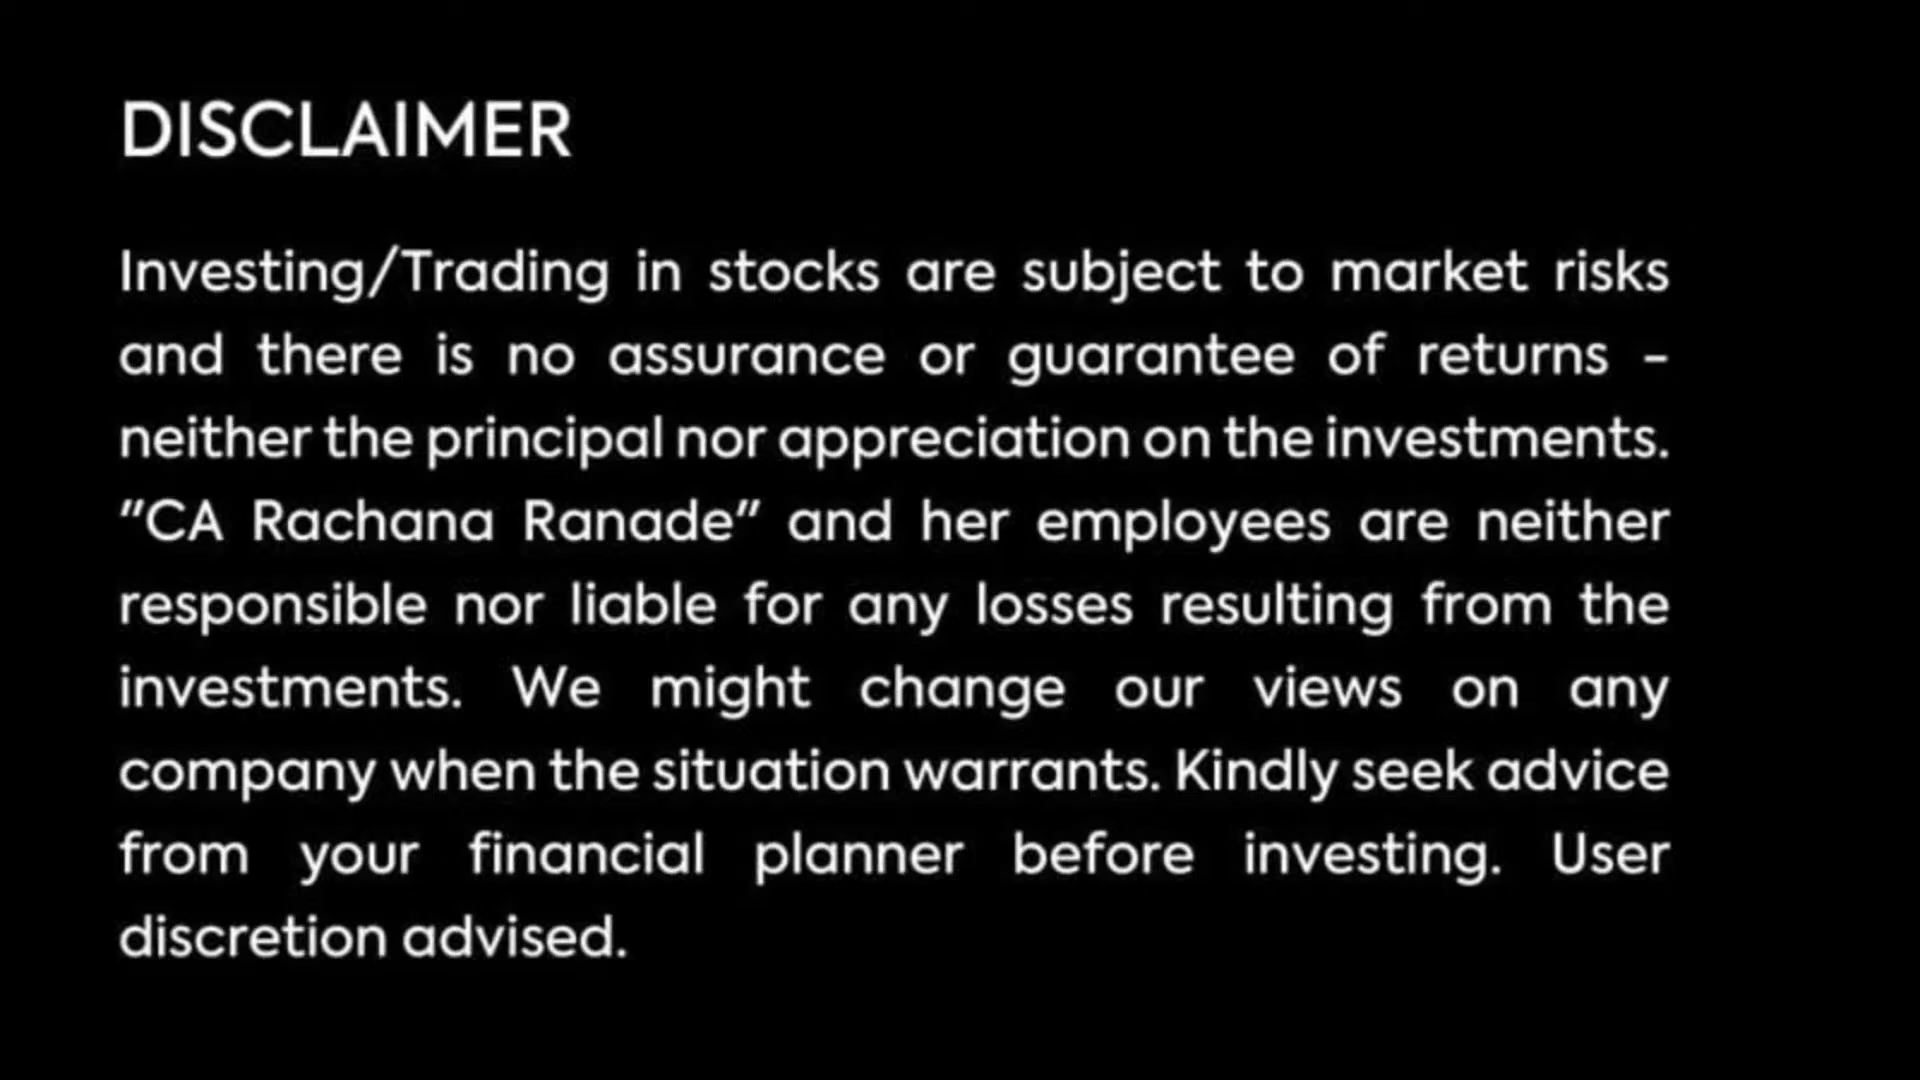 DISCLAIMER
Investing/Trading in stocks are subject to market risks
and there is no assurance or guarantee of returns -
neither the principal nor appreciation on the investments.
"CA Rachana Ranade" and her employees are neither
responsible nor liable for any losses resulting from the
investments. We might change our views on any
company when the situation warrants. Kindly seek advice
from your financial planner before investing. User
discretion advised.